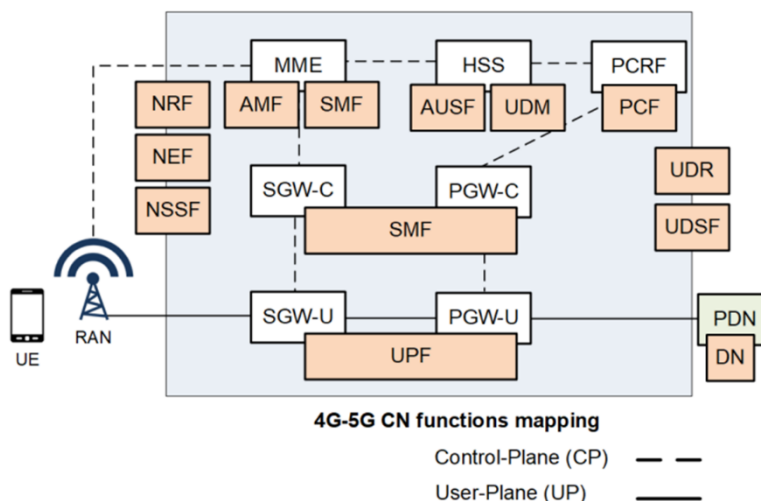 MME
HSS
PCRF
NRF
AMF
SMF
AUSF
UDM
PCF
NEF
SGW-C
PGW-C
UDR
NSSF
SMF
UDSF
SGW-U
PGW-U
PDN
UE
RAN
UPF
DN
4G-5G CN functions mapping
Control-Plane (CP)
User-Plane (UP)